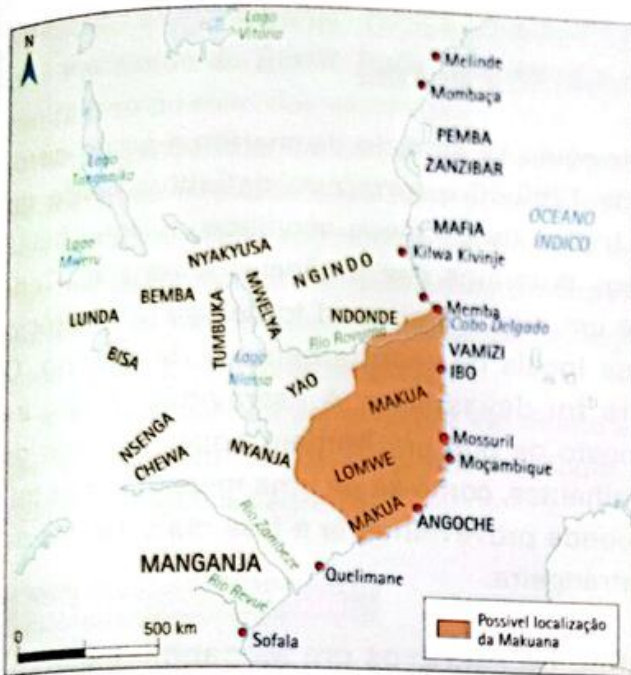 N
Lago
Vitória
Melinde
Mombaça
PEMBA
ZANZIBAR
Lago
Tanganika
MAFIA
OCEANO
ÍNDICO
Lago
Mweru
NYAKYUSA
NGINDO
Kilwa Kivinje
BEMBA
MWELYA
LUNDA
TUMBUKA
NDONDE
Memba
Cabo Delgado
Rio Rovuma
BISA
Lago
Niassa
YAO
VAMIZI
IBO
MAKUA
NSENGA
CHEWA
NYANJA
LOMWE
Mossuril
Moçambique
MAKUA
ANGOCHE
Rio Zambeze
MANGANJA
Quelimane
Rio Revue
Sofala
0 500 km
Possível localização
da Makuana